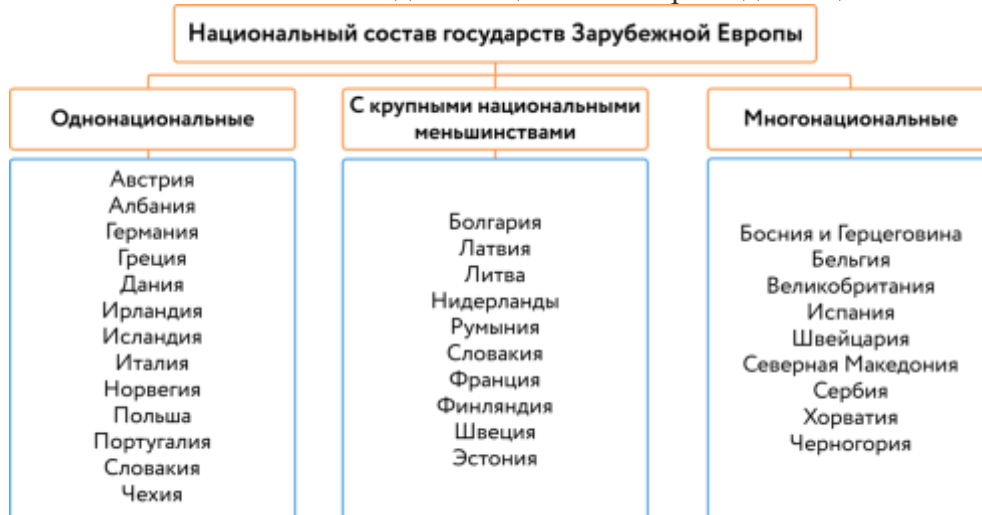 Национальный состав государств Зарубежной Европы
Однонациональные
Австрия
Албания
Германия
Греция
Дания
Ирландия
Исландия
Италия
Норвегия
Польша
Португалия
Словакия
Чехия
С крупными национальными
меньшинствами
Болгария
Латвия
Литва
Нидерланды
Румыния
Словакия
Франция
Финляндия
Швеция
Эстония
Многонациональные
Босния и Герцеговина
Бельгия
Великобритания
Испания
Швейцария
Северная Македония
Сербия
Хорватия
Черногория